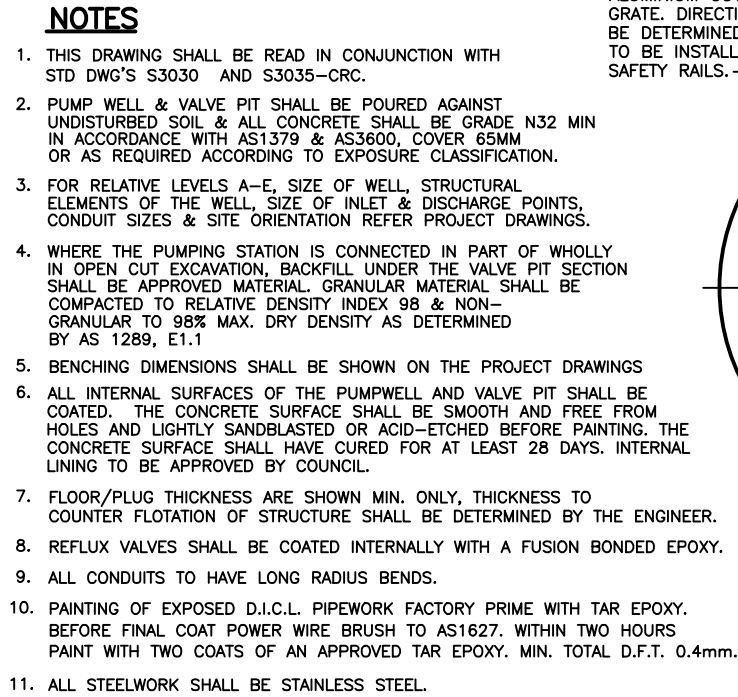 NOTES
1. THIS DRAWING SHALL BE READ IN CONJUNCTION WITH
STD DWG'S S3030 AND S3035-CRC.
2. PUMP WELL & VALVE PIT SHALL BE POURED AGAINST
UNDISTURBED SOIL & ALL CONCRETE SHALL BE GRADE N32 MIN
IN ACCORDANCE WITH AS1379 & AS3600, COVER 65MM
OR AS REQUIRED ACCORDING TO EXPOSURE CLASSIFICATION.
3. FOR RELATIVE LEVELS A-E, SIZE OF WELL, STRUCTURAL
ELEMENTS OF THE WELL, SIZE OF INLET & DISCHARGE POINTS,
CONDUIT SIZES & SITE ORIENTATION REFER PROJECT DRAWINGS.
4. WHERE THE PUMPING STATION IS CONNECTED IN PART OF WHOLLY
IN OPEN CUT EXCAVATION, BACKFILL UNDER THE VALVE PIT SECTION
SHALL BE APPROVED MATERIAL. GRANULAR MATERIAL SHALL BE
COMPACTED TO RELATIVE DENSITY INDEX 98 & NON-
GRANULAR TO 98% MAX. DRY DENSITY AS DETERMINED
BY AS 1289, E1.1
5. BENCHING DIMENSIONS SHALL BE SHOWN ON THE PROJECT DRAWINGS
6. ALL INTERNAL SURFACES OF THE PUMPWELL AND VALVE PIT SHALL BE
COATED. THE CONCRETE SURFACE SHALL BE SMOOTH AND FREE FROM
HOLES AND LIGHTLY SANDBLASTED OR ACID-ETCHED BEFORE PAINTING. THE
CONCRETE SURFACE SHALL HAVE CURED FOR AT LEAST 28 DAYS. INTERNAL
LINING TO BE APPROVED BY COUNCIL.
7. FLOOR/PLUG THICKNESS ARE SHOWN MIN. ONLY, THICKNESS TO
COUNTER FLOTATION OF STRUCTURE SHALL BE DETERMINED BY THE ENGINEER.
8. REFLUX VALVES SHALL BE COATED INTERNALLY WITH A FUSION BONDED EPOXY.
9. ALL CONDUITS TO HAVE LONG RADIUS BENDS.
10. PAINTING OF EXPOSED D.I.C.L. PIPEWORK FACTORY PRIME WITH TAR EPOXY.
BEFORE FINAL COAT POWER WIRE BRUSH TO AS1627. WITHIN TWO HOURS
PAINT WITH TWO COATS OF AN APPROVED TAR EPOXY. MIN. TOTAL D.F.T. 0.4mm.
11. ALL STEELWORK SHALL BE STAINLESS STEEL.
GRATE. DIRECTI
BE DETERMINED
TO BE INSTALL
SAFETY RAILS.-